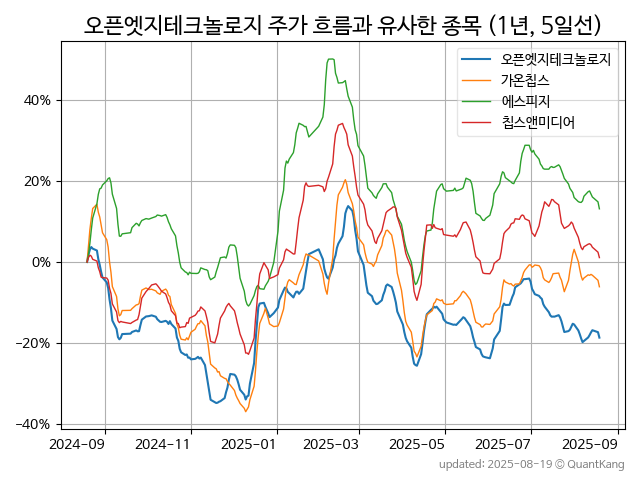 오픈엣지테크놀로지 주가 흐름과 유사한 종목 (1년, 5일선)
오픈엣지테크놀로지
가온칩스
에스피지
칩스앤미디어
40%
20%
0%
−20%
−40%
2024-09 2024-11 2025-01 2025-03 2025-05 2025-07 2025-09
updated: 2025-08-19 © QuantKang